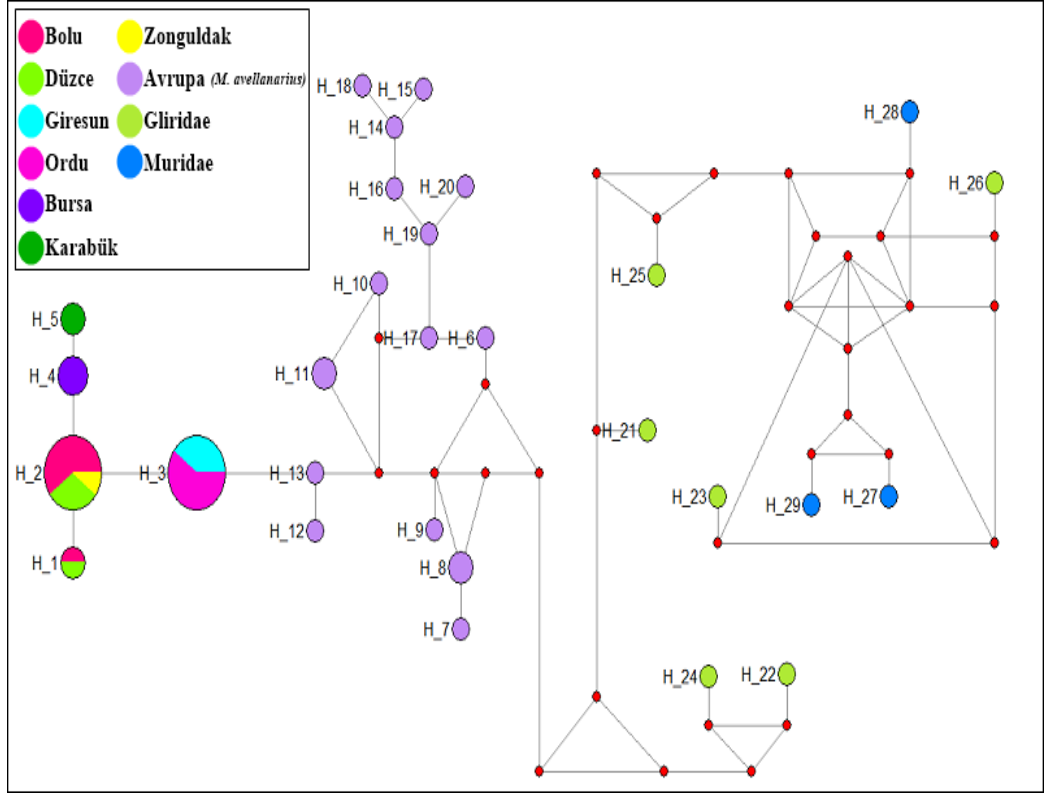 Bolu
Zonguldak
Düzce
Avrupa (M. avellanarius)
Giresun
Gliridae
Ordu
Muridae
Bursa
Karabük
H_18
H_15
H_14
H_16
H_20
H_19
H_10
H_17
H_6
H_11
H_5
H_4
H_2
H_3
H_13
H_12
H_1
H_9
H_8
H_7
H_28
H_26
H_25
H_21
H_23
H_29
H_27
H_24
H_22